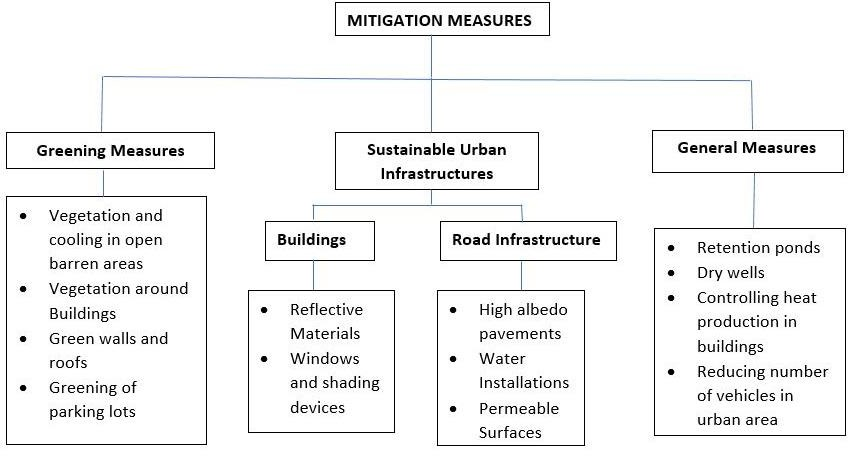 MITIGATION MEASURES
Greening Measures
Sustainable Urban
Infrastructures
General Measures
Buildings
Road Infrastructure
• Vegetation and
cooling in open
barren areas
• Vegetation around
Buildings
• Green walls and
roofs
• Greening of
parking lots
• Reflective
Materials
• Windows
and shading
devices
• High albedo
pavements
• Water
Installations
• Permeable
Surfaces
• Retention ponds
• Dry wells
• Controlling heat
production in
buildings
• Reducing number
of vehicles in
urban area